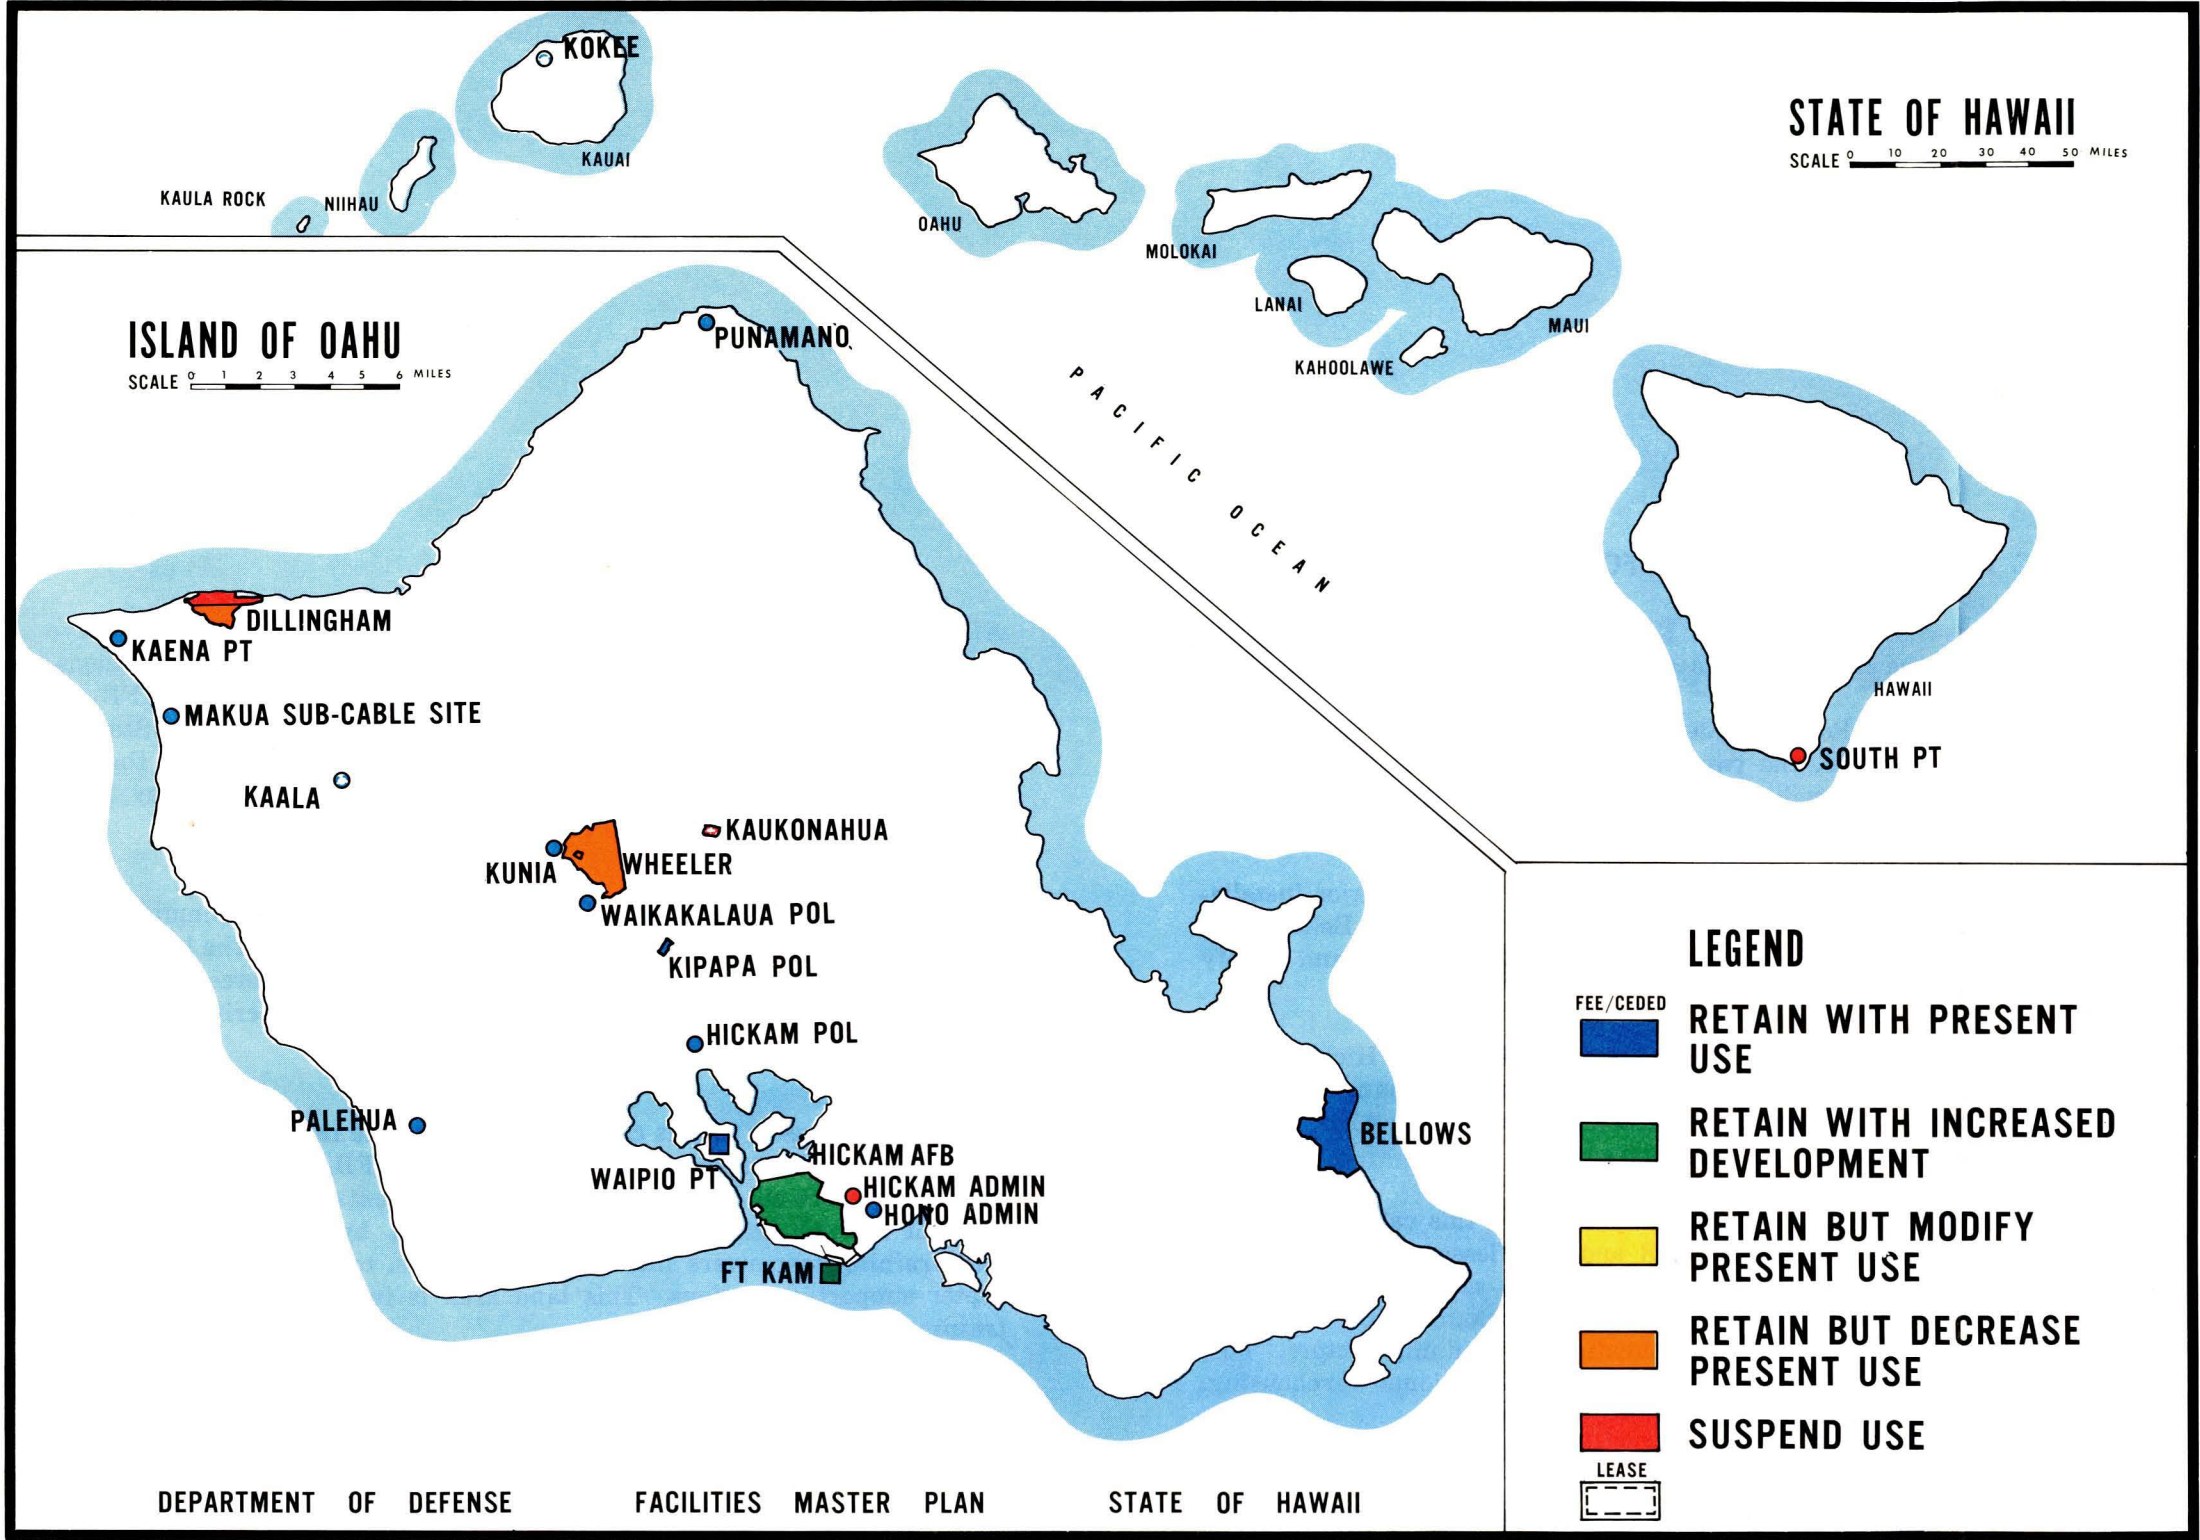 KOKEE
KAUAI
KAULA ROCK
NIIHAU
OAHU
MOLOKAI
LANAI
KAHOOLAWE
MAUI
HAWAII
SOUTH PT
PACIFIC OCEAN
STATE OF HAWAII
SCALE 0 10 20 30 40 50 MILES
ISLAND OF OAHU
SCALE 0 1 2 3 4 5 6 MILES
PUNAMANO
DILLINGHAM
KAENA PT
MAKUA SUB-CABLE SITE
KAALA
KAUKONAHUA
KUNIA
WHEELER
WAIKAKALAUA POL
KIPAPA POL
HICKAM POL
PALEHUA
BELLOWS
HICKAM AFB
WAIPIO PT
HICKAM ADMIN
HONO ADMIN
FT KAM
LEGEND
FEE/CEDED
RETAIN WITH PRESENT
USE
RETAIN WITH INCREASED
DEVELOPMENT
RETAIN BUT MODIFY
PRESENT USE
RETAIN BUT DECREASE
PRESENT USE
SUSPEND USE
LEASE
DEPARTMENT OF DEFENSE FACILITIES MASTER PLAN STATE OF HAWAII